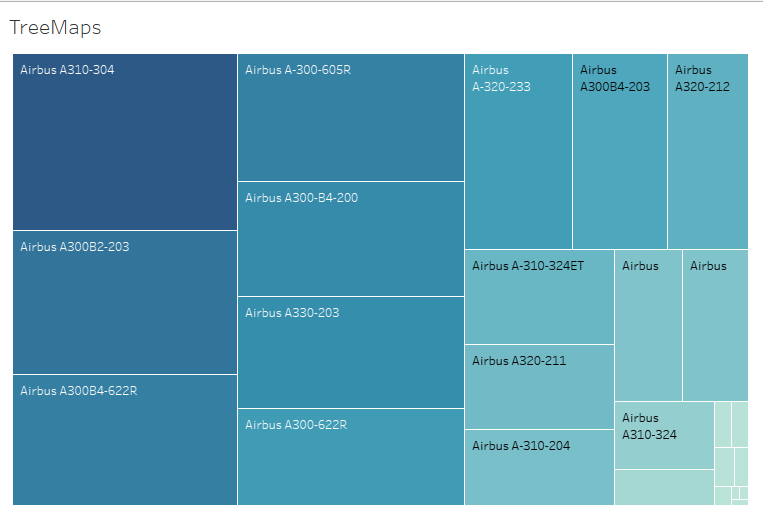 TreeMaps
Airbus A310-304
Airbus A300B2-203
Airbus A300B4-622R
Airbus A-300-605R
Airbus A300-B4-200
Airbus A330-203
Airbus A300-622R
Airbus
A-320-233
Airbus
A300B4-203
Airbus
A320-212
Airbus A-310-324ET
Airbus A320-211
Airbus A-310-204
Airbus
Airbus
Airbus
A310-324